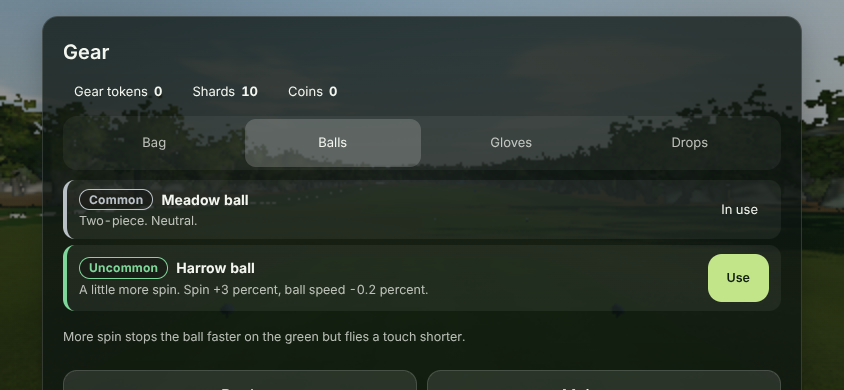 Gear
Gear tokens 0 Shards 10 Coins 0
Bag Balls Gloves Drops
Common Meadow ball
Two-piece. Neutral.
In use
Uncommon Harrow ball
A little more spin. Spin +3 percent, ball speed -0.2 percent.
Use
More spin stops the ball faster on the green but flies a touch shorter.